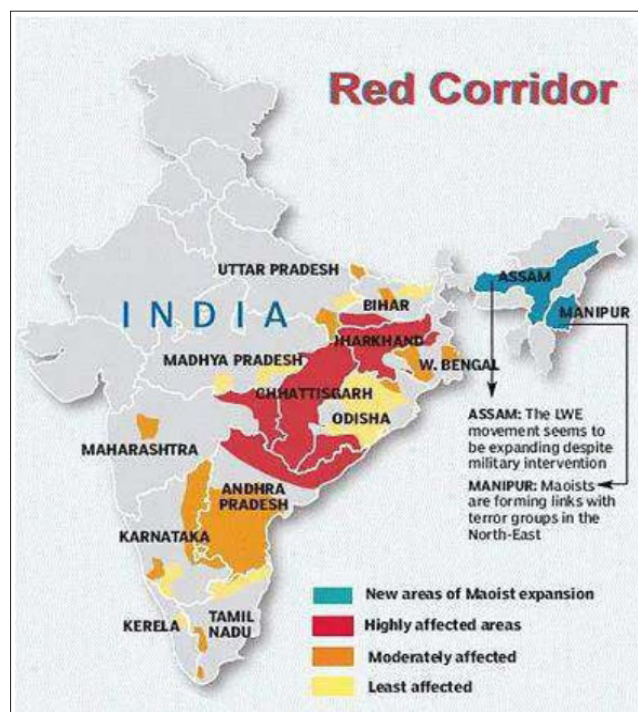 Red Corridor
UTTAR PRADESH
ASSAM
BIHAR
INDIA
MANIPUR
JHARKHAND
MADHYA PRADESH
W. BENGAL
CHHATTISGARH
ODISHA
MAHARASHTRA
ASSAM: The LWE
movement seems to
be expanding despite
military intervention
MANIPUR: Maoists
are forming links with
terror groups in the
North-East
ANDHRA
PRADESH
KARNATAKA
KERELA
TAMIL
NADU
New areas of Maoist expansion
Highly affected areas
Moderately affected
Least affected